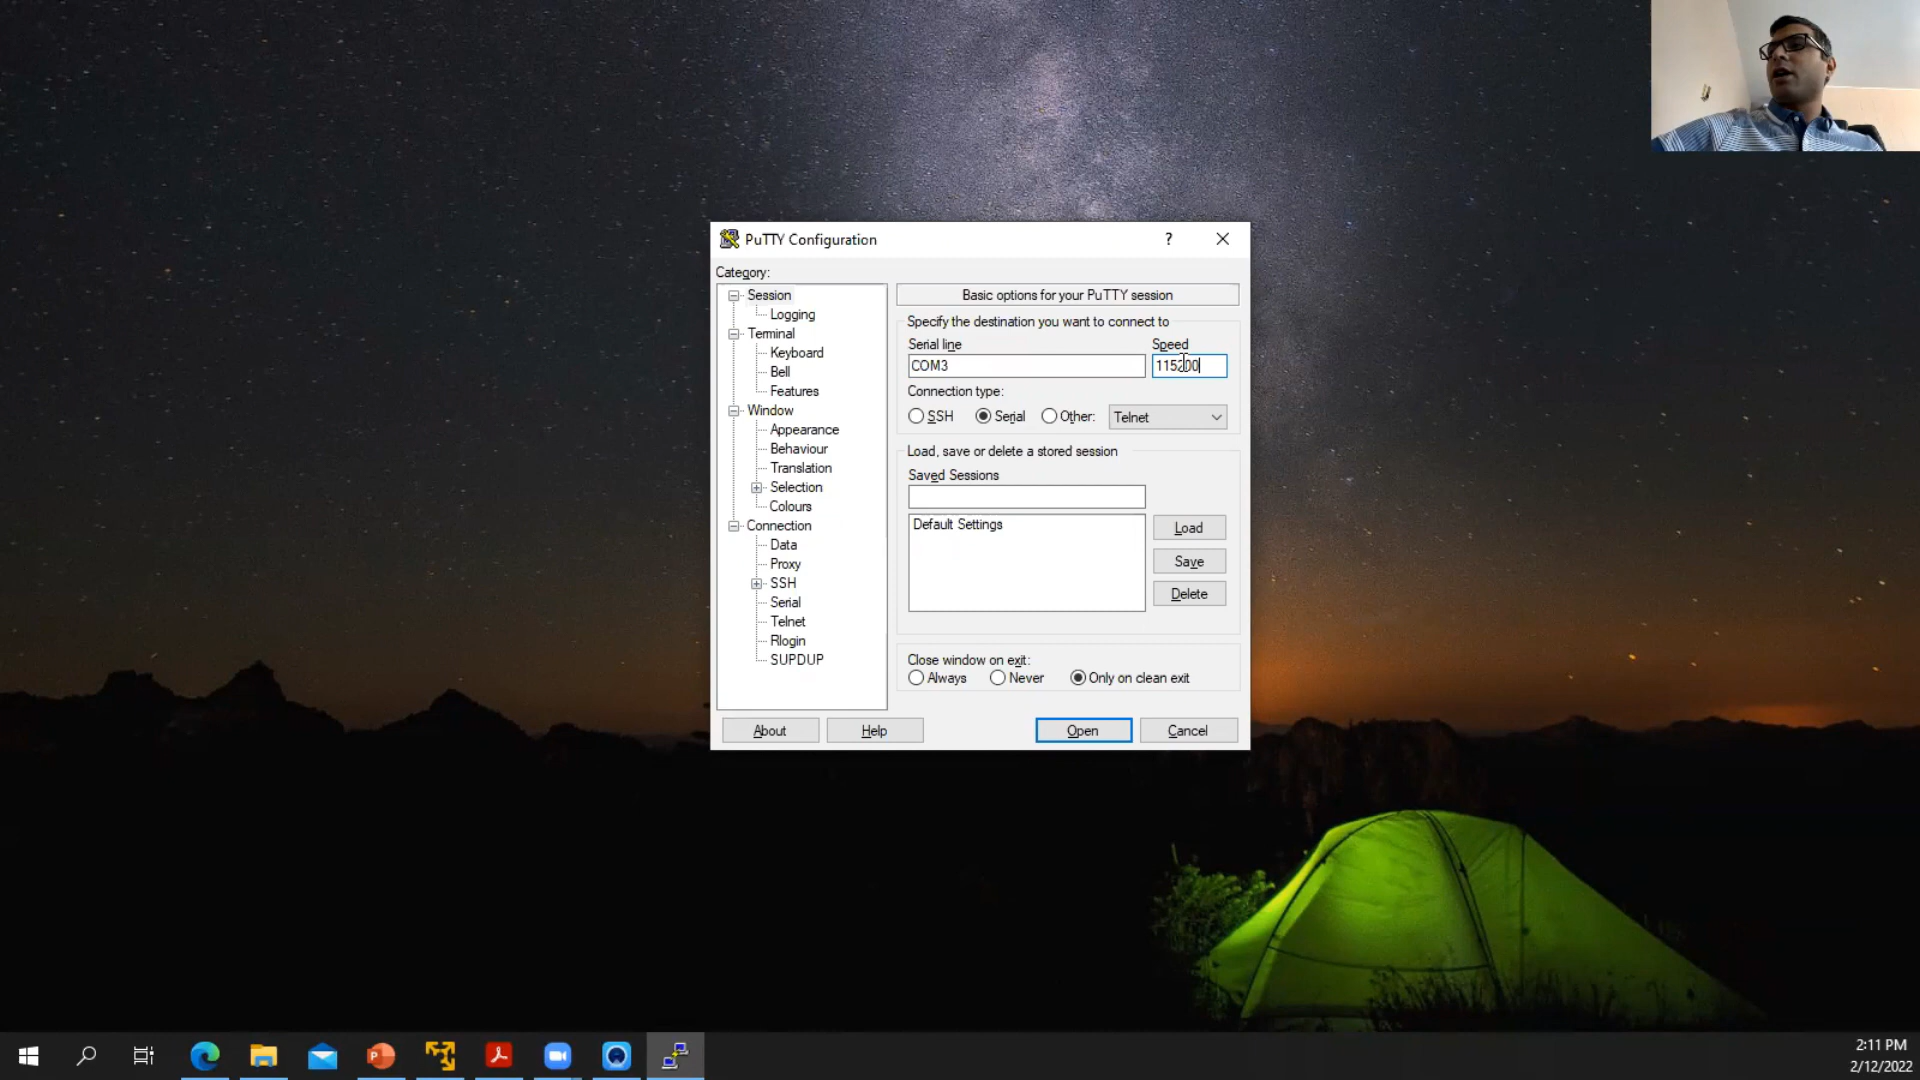 PuTTY Configuration
?
Category:
Session
Logging
Terminal
Keyboard
Bell
Features
Window
Appearance
Behaviour
Translation
Selection
Colours
Connection
Data
Proxy
SSH
Serial
Telnet
Rlogin
SUPDUP
Basic options for your PuTTY session
Specify the destination you want to connect to
Serial line Speed
COM3 115200
Connection type:
SSH Serial Other: Telnet
Load, save or delete a stored session
Saved Sessions
Default Settings
Load
Save
Delete
Close window on exit:
Always Never Only on clean exit
About Help Open Cancel
P
2:11 PM
2/12/2022